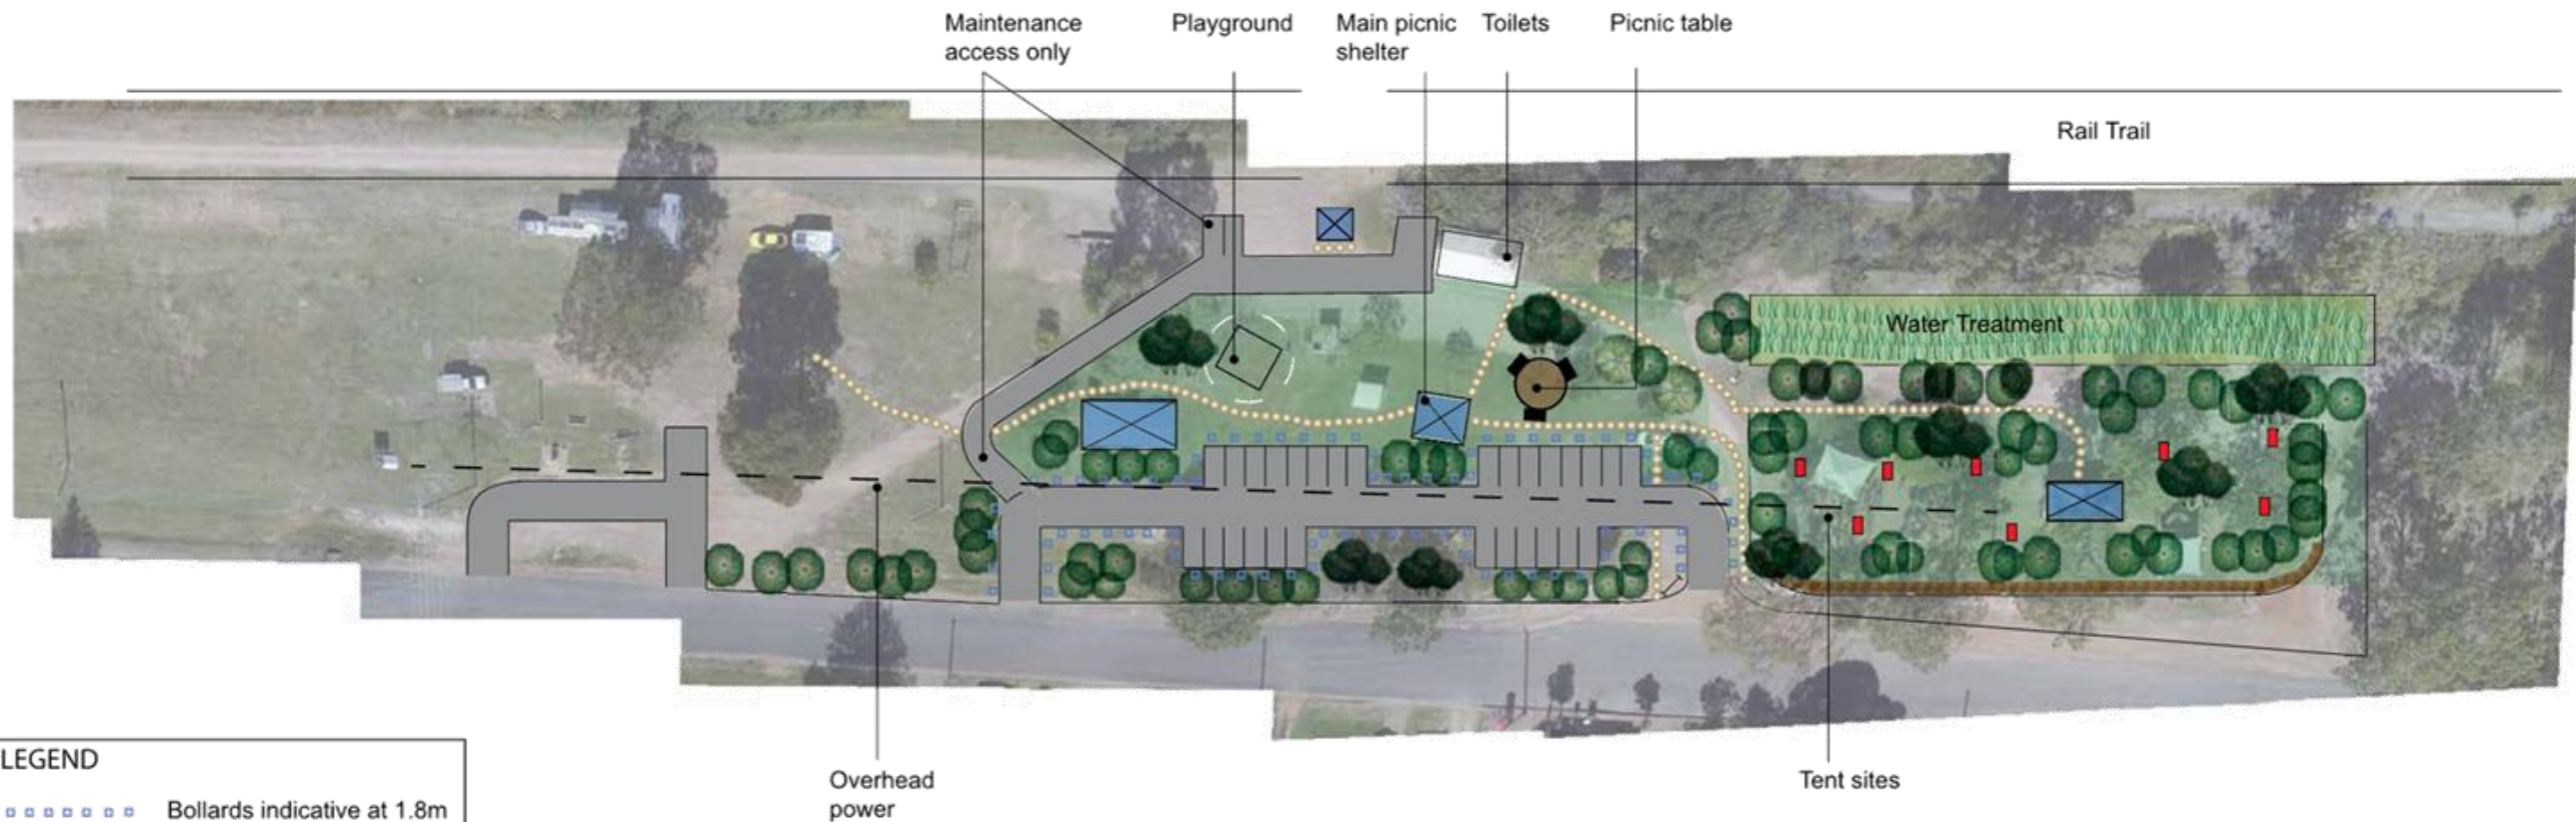 Maintenance
access only
Playground
Main picnic
shelter
Toilets
Picnic table
Rail Trail
Water Treatment
Overhead
power
Tent sites
LEGEND
Bollards indicative at 1.8m